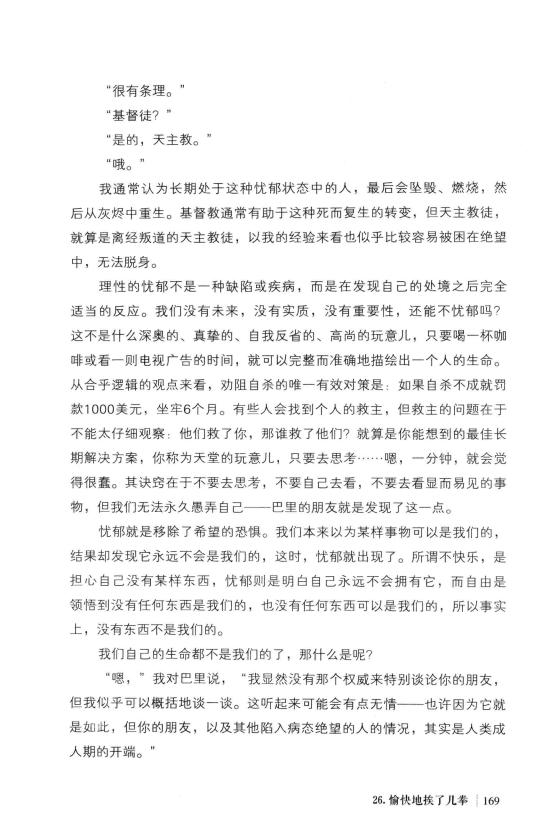 “很有条理。”
“基督徒？”
“是的，天主教。”
“哦。”
我通常认为长期处于这种忧郁状态中的人，最后会坠毁、燃烧，然
后从灰烬中重生。基督教通常有助于这种死而复生的转变，但天主教徒，
就算是离经叛道的天主教徒，以我的经验来看也似乎比较容易被困在绝望
中，无法脱身。
理性的忧郁不是一种缺陷或疾病，而是在发现自己的处境之后完全
适当的反应。我们没有未来，没有实质，没有重要性，还能不忧郁吗？
这不是什么深奥的、真挚的、自我反省的、高尚的玩意儿，只要喝一杯咖
啡或看一则电视广告的时间，就可以完整而准确地描绘出一个人的生命。
从合乎逻辑的观点来看，劝阻自杀的唯一有效对策是：如果自杀不成就罚
款1000美元，坐牢6个月。有些人会找到个人的救主，但救主的问题在于
不能太仔细观察：他们救了你，那谁救了他们？就算是你能想到的最佳长
期解决方案，你称为天堂的玩意儿，只要去思考……嗯，一分钟，就会觉
得很蠢。其诀窍在于不要去思考，不要自己去看，不要去看显而易见的事
物，但我们无法永久愚弄自己——巴里的朋友就是发现了这一点。
忧郁就是移除了希望的恐惧。我们本来以为某样事物可以是我们的，
结果却发现它永远不会是我们的，这时，忧郁就出现了。所谓不快乐，是
担心自己没有某样东西，忧郁则是明白自己永远不会拥有它，而自由是
领悟到没有任何东西是我们的，也没有任何东西可以是我们的，所以事实
上，没有东西不是我们的。
我们自己的生命都不是我们的了，那什么是呢？
“嗯，”我对巴里说，“我显然没有那个权威来特别谈论你的朋友，
但我似乎可以概括地谈一谈。这听起来可能会有点无情——也许因为它就
是如此，但你的朋友，以及其他陷入病态绝望的人的情况，其实是人类成
人期的开端。”
26. 愉快地挨了几拳 | 169